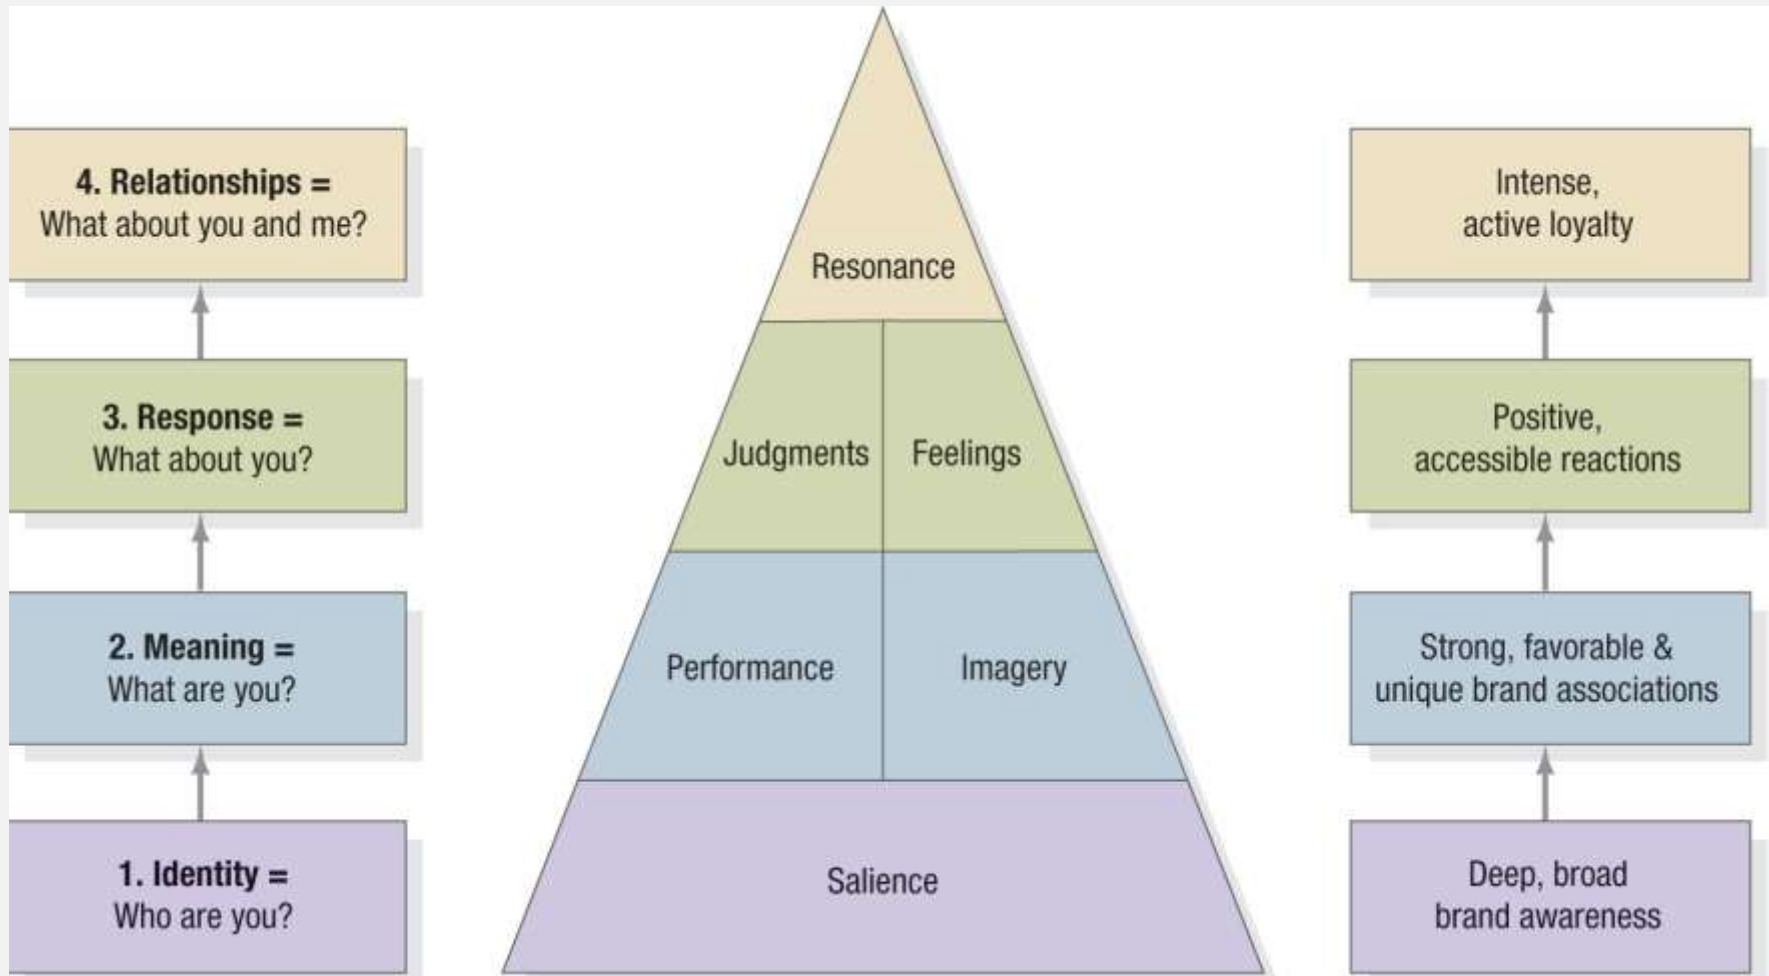 4. Relationships =
What about you and me?
3. Response =
What about you?
2. Meaning =
What are you?
1. Identity =
Who are you?
Resonance
Judgments
Feelings
Performance
Imagery
Salience
Intense,
active loyalty
Positive,
accessible reactions
Strong, favorable &
unique brand associations
Deep, broad
brand awareness